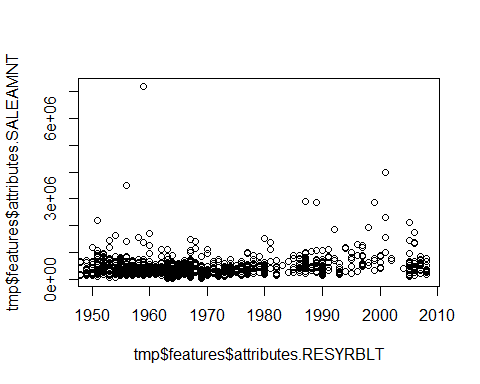 tmp$features$attributes.SALEAMNT
6e+06
3e+06
0e+00
1950 1960 1970 1980 1990 2000 2010
tmp$features$attributes.RESYRBLT